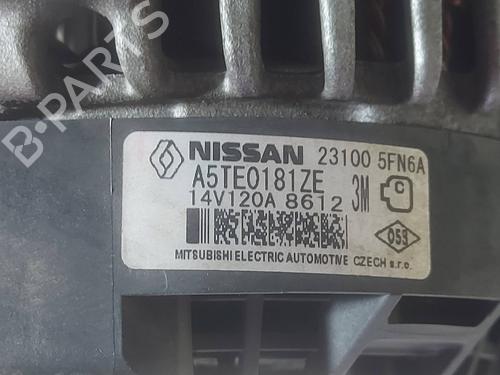 B-PARTS
NISSAN 23100 5FN6A
A5TE0181ZE
14V120A 8612 3M C
053
MITSUBISHI ELECTRIC AUTOMOTIVE CZECH s.r.o.